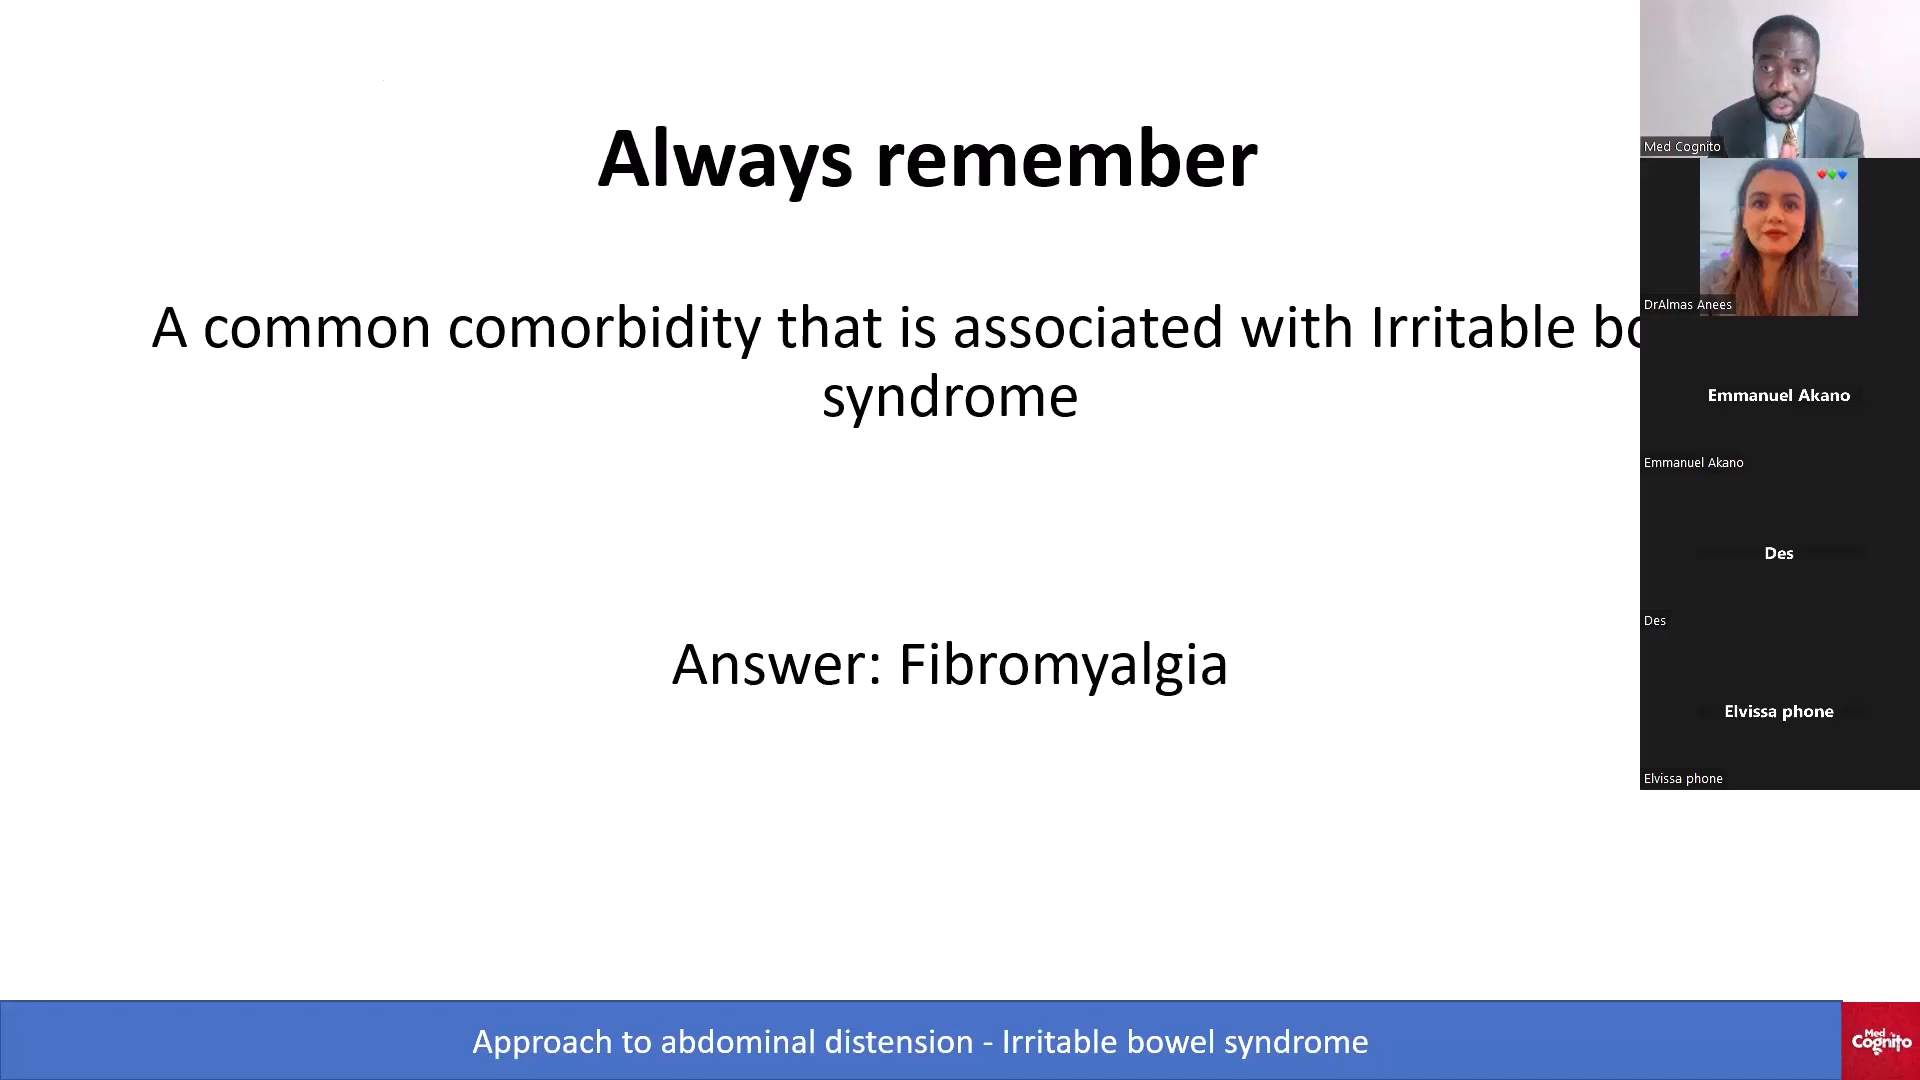 Always remember
A common comorbidity that is associated with Irritable bo
syndrome
Answer: Fibromyalgia
Approach to abdominal distension - Irritable bowel syndrome
Med
Cognito
Med Cognito
DrAlmas Anees
Emmanuel Akano
Emmanuel Akano
Des
Des
Elvissa phone
Elvissa phone